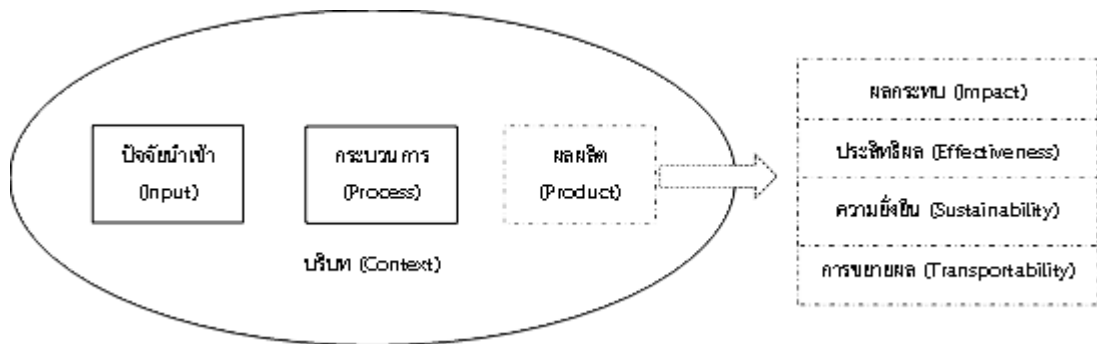 ปัจจัยนำเข้า
(Input)
กระบวนการ
(Process)
ผลผลิต
(Product)
บริบท (Context)
ผลกระทบ (Impact)
ประสิทธิผล (Effectiveness)
ความยั่งยืน (Sustainability)
การขยายผล (Transportability)